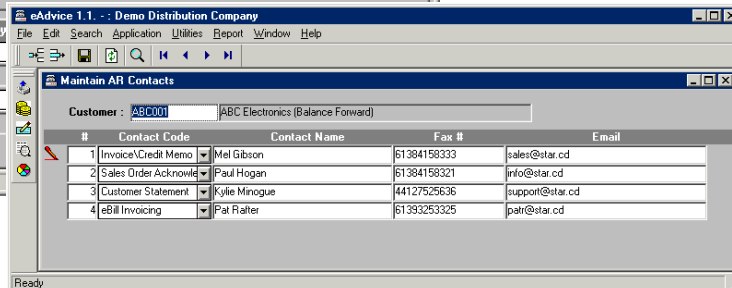 eAdvice 1.1. - : Demo Distribution Company
File Edit Search Application Utilities Report Window Help
Maintain AR Contacts
Customer : ABC001 ABC Electronics (Balance Forward)
# Contact Code Contact Name Fax # Email
1 Invoice\Credit Memo Mel Gibson 61384158333 sales@star.cd
2 Sales Order Acknowle Paul Hogan 61384158321 info@star.cd
3 Customer Statement Kylie Minogue 44127525636 support@star.cd
4 eBill Invoicing Pat Rafter 61393253325 patr@star.cd
Ready